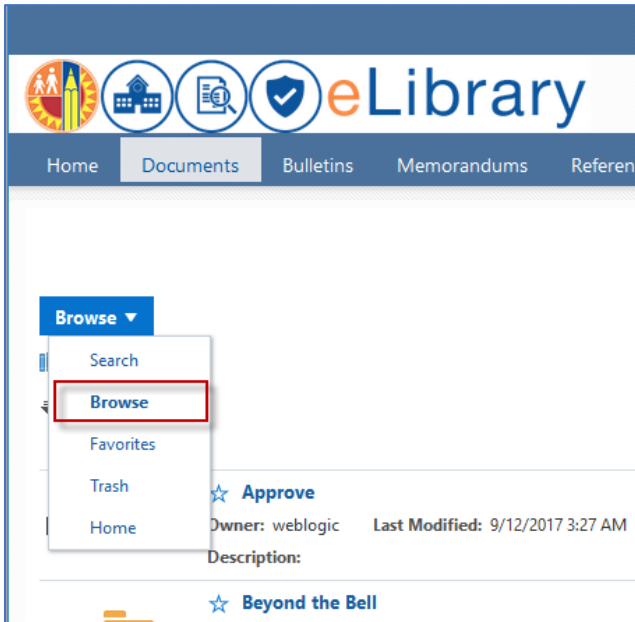 eLibrary
Home Documents Bulletins Memorandums Referen
Browse
Search
Browse
Favorites
Trash
Home
Approve
Owner: weblogic Last Modified: 9/12/2017 3:27 AM
Description:
Beyond the Bell